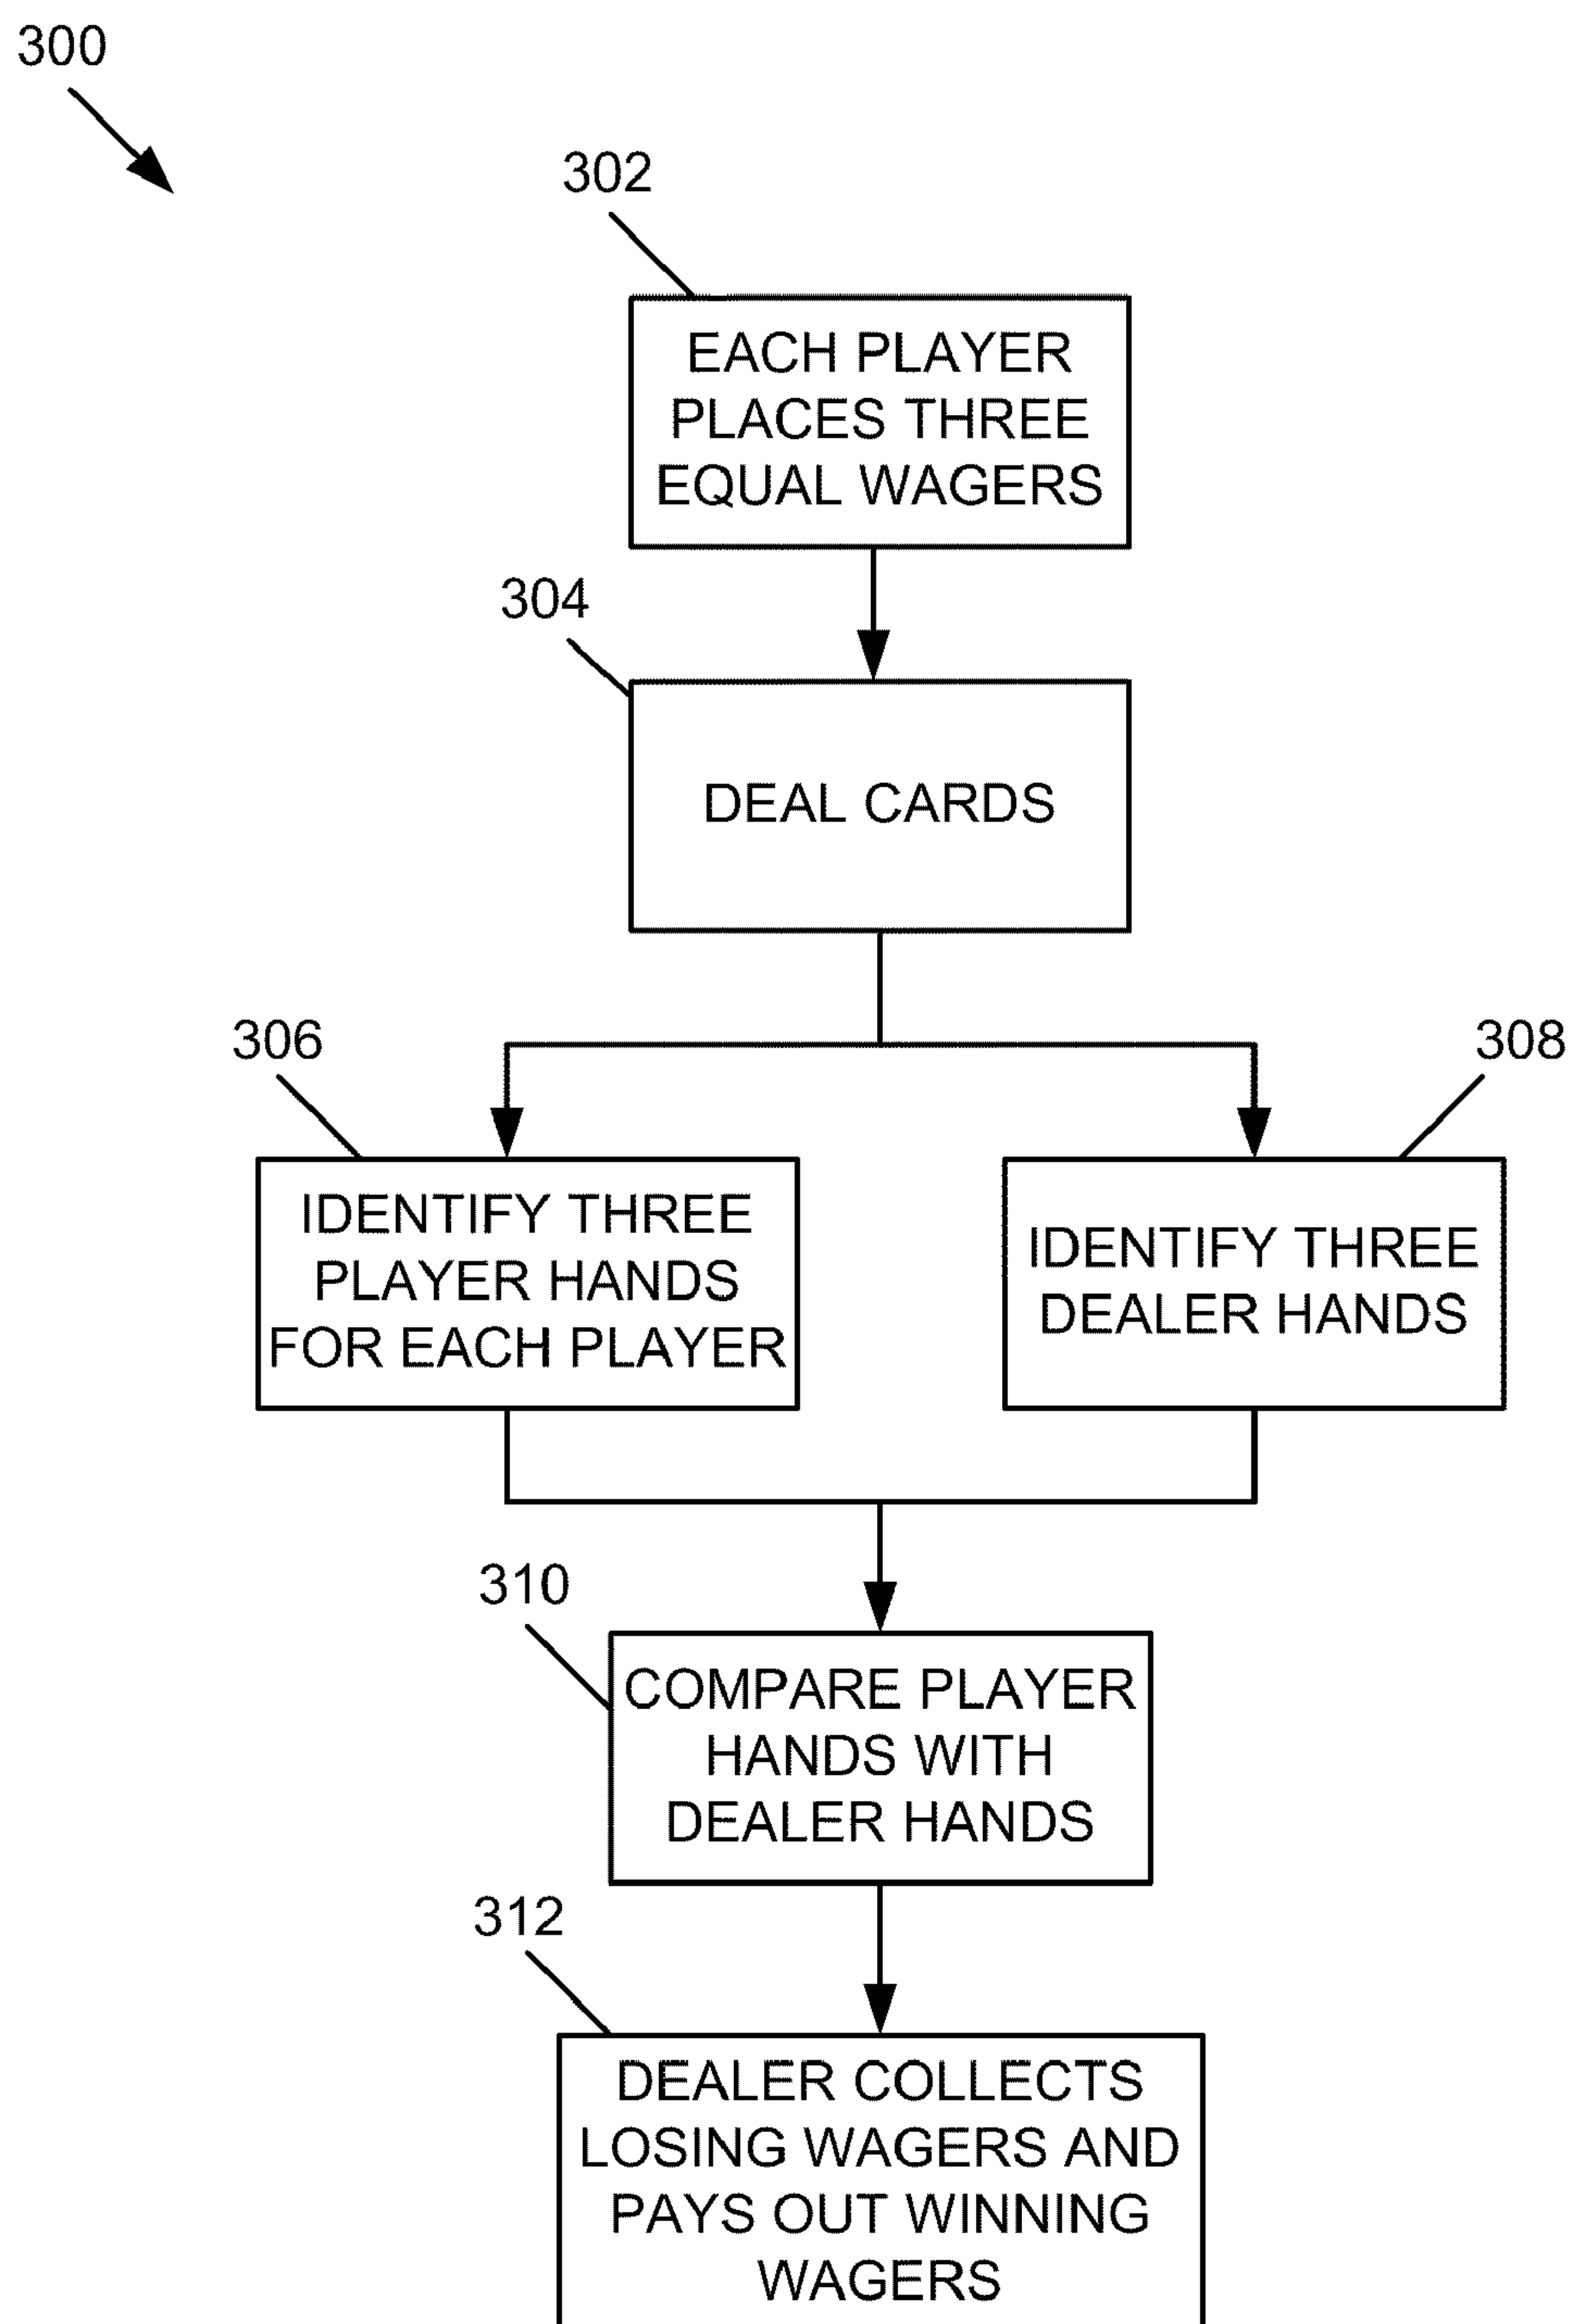 300
302
EACH PLAYER
PLACES THREE
EQUAL WAGERS
304
DEAL CARDS
306
308
IDENTIFY THREE
PLAYER HANDS
FOR EACH PLAYER
IDENTIFY THREE
DEALER HANDS
310
COMPARE PLAYER
HANDS WITH
DEALER HANDS
312
DEALER COLLECTS
LOSING WAGERS AND
PAYS OUT WINNING
WAGERS